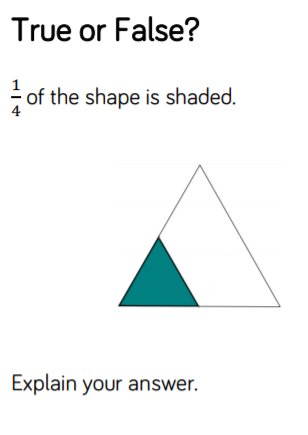 True or False?
1/4 of the shape is shaded.
Explain your answer.